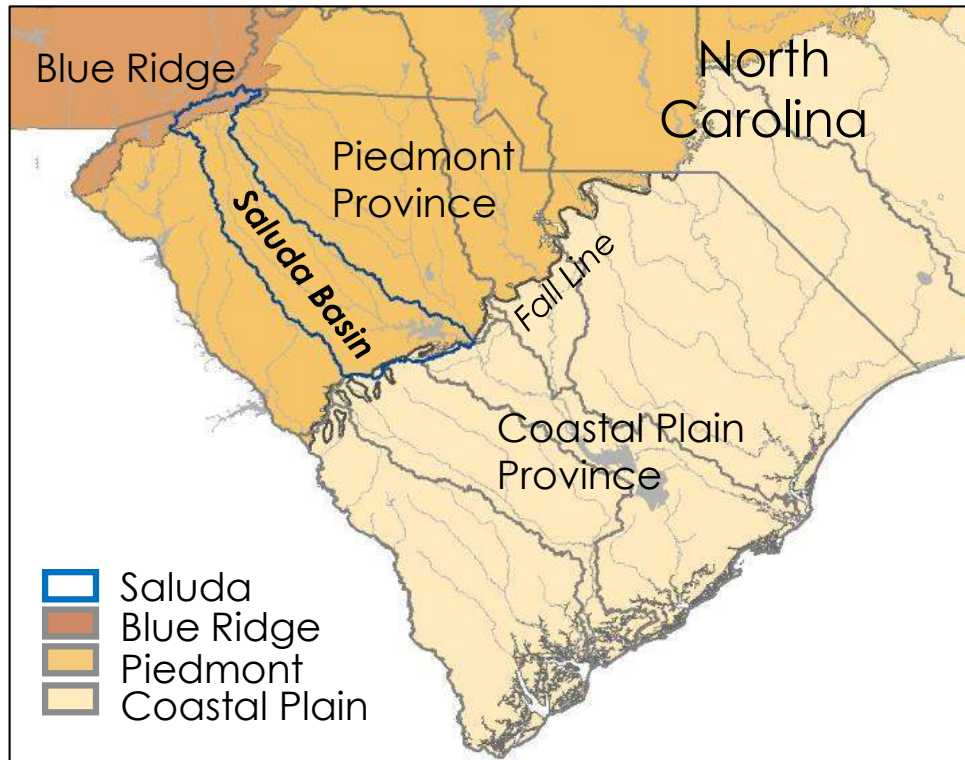 Blue Ridge
North
Carolina
Piedmont
Province
Saluda Basin
Fall Line
Coastal Plain
Province
Saluda
Blue Ridge
Piedmont
Coastal Plain